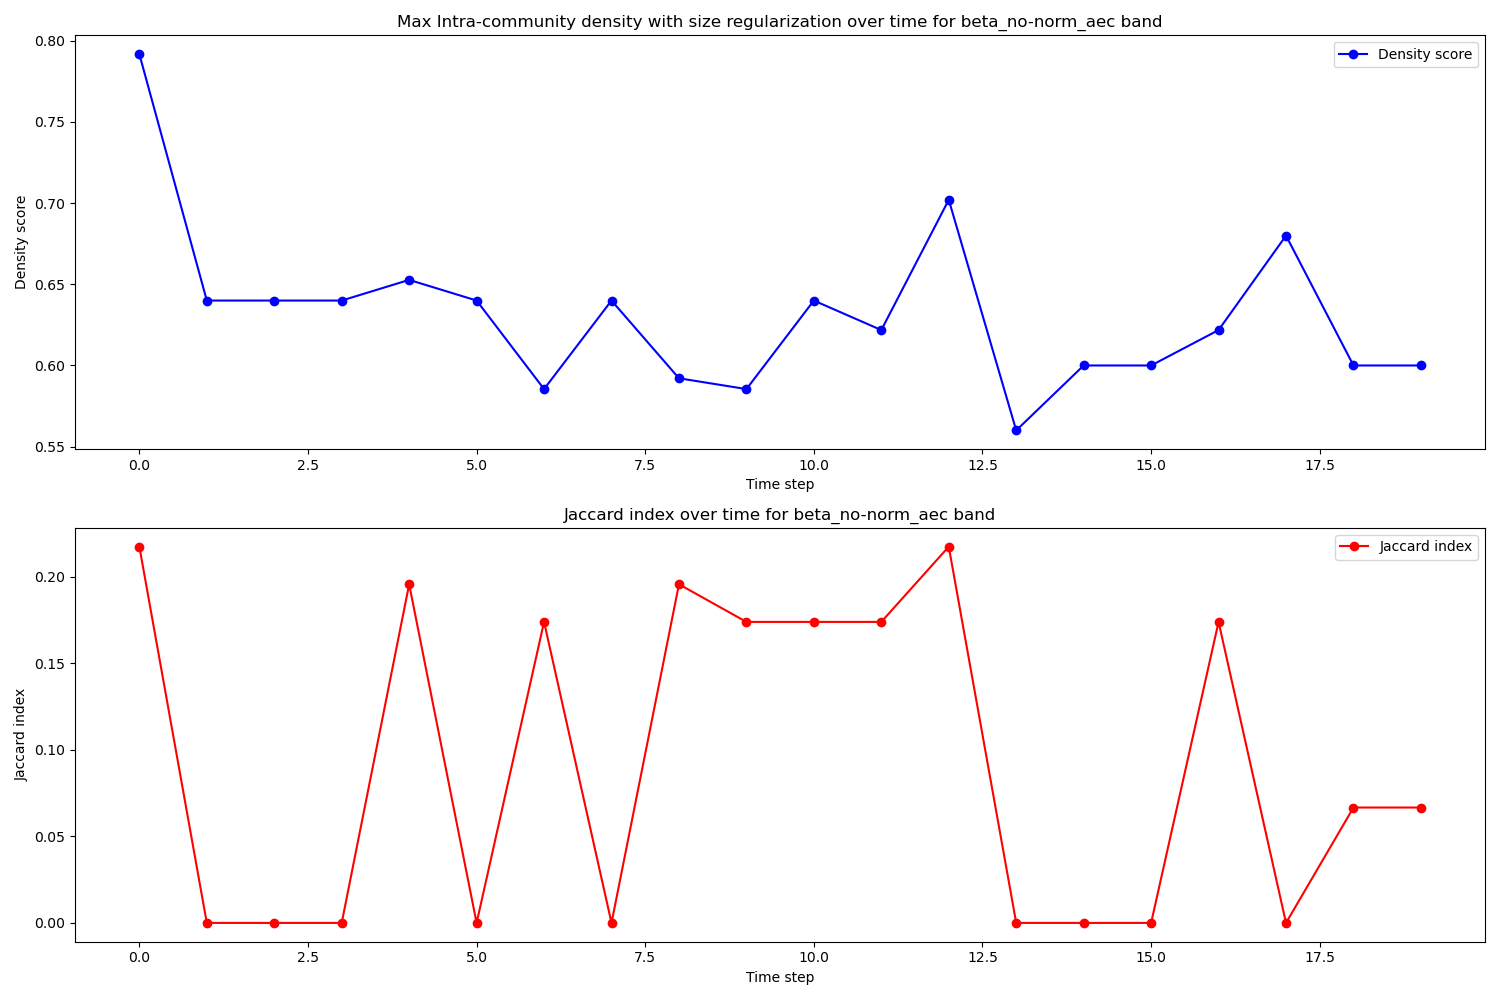 Max Intra-community density with size regularization over time for beta_no-norm_aec band
Density score
0.80
0.75
0.70
0.65
0.60
0.55
Density score
0.0 2.5 5.0 7.5 10.0 12.5 15.0 17.5
Time step
Jaccard index over time for beta_no-norm_aec band
Jaccard index
0.20
0.15
0.10
0.05
0.00
Jaccard index
0.0 2.5 5.0 7.5 10.0 12.5 15.0 17.5
Time step